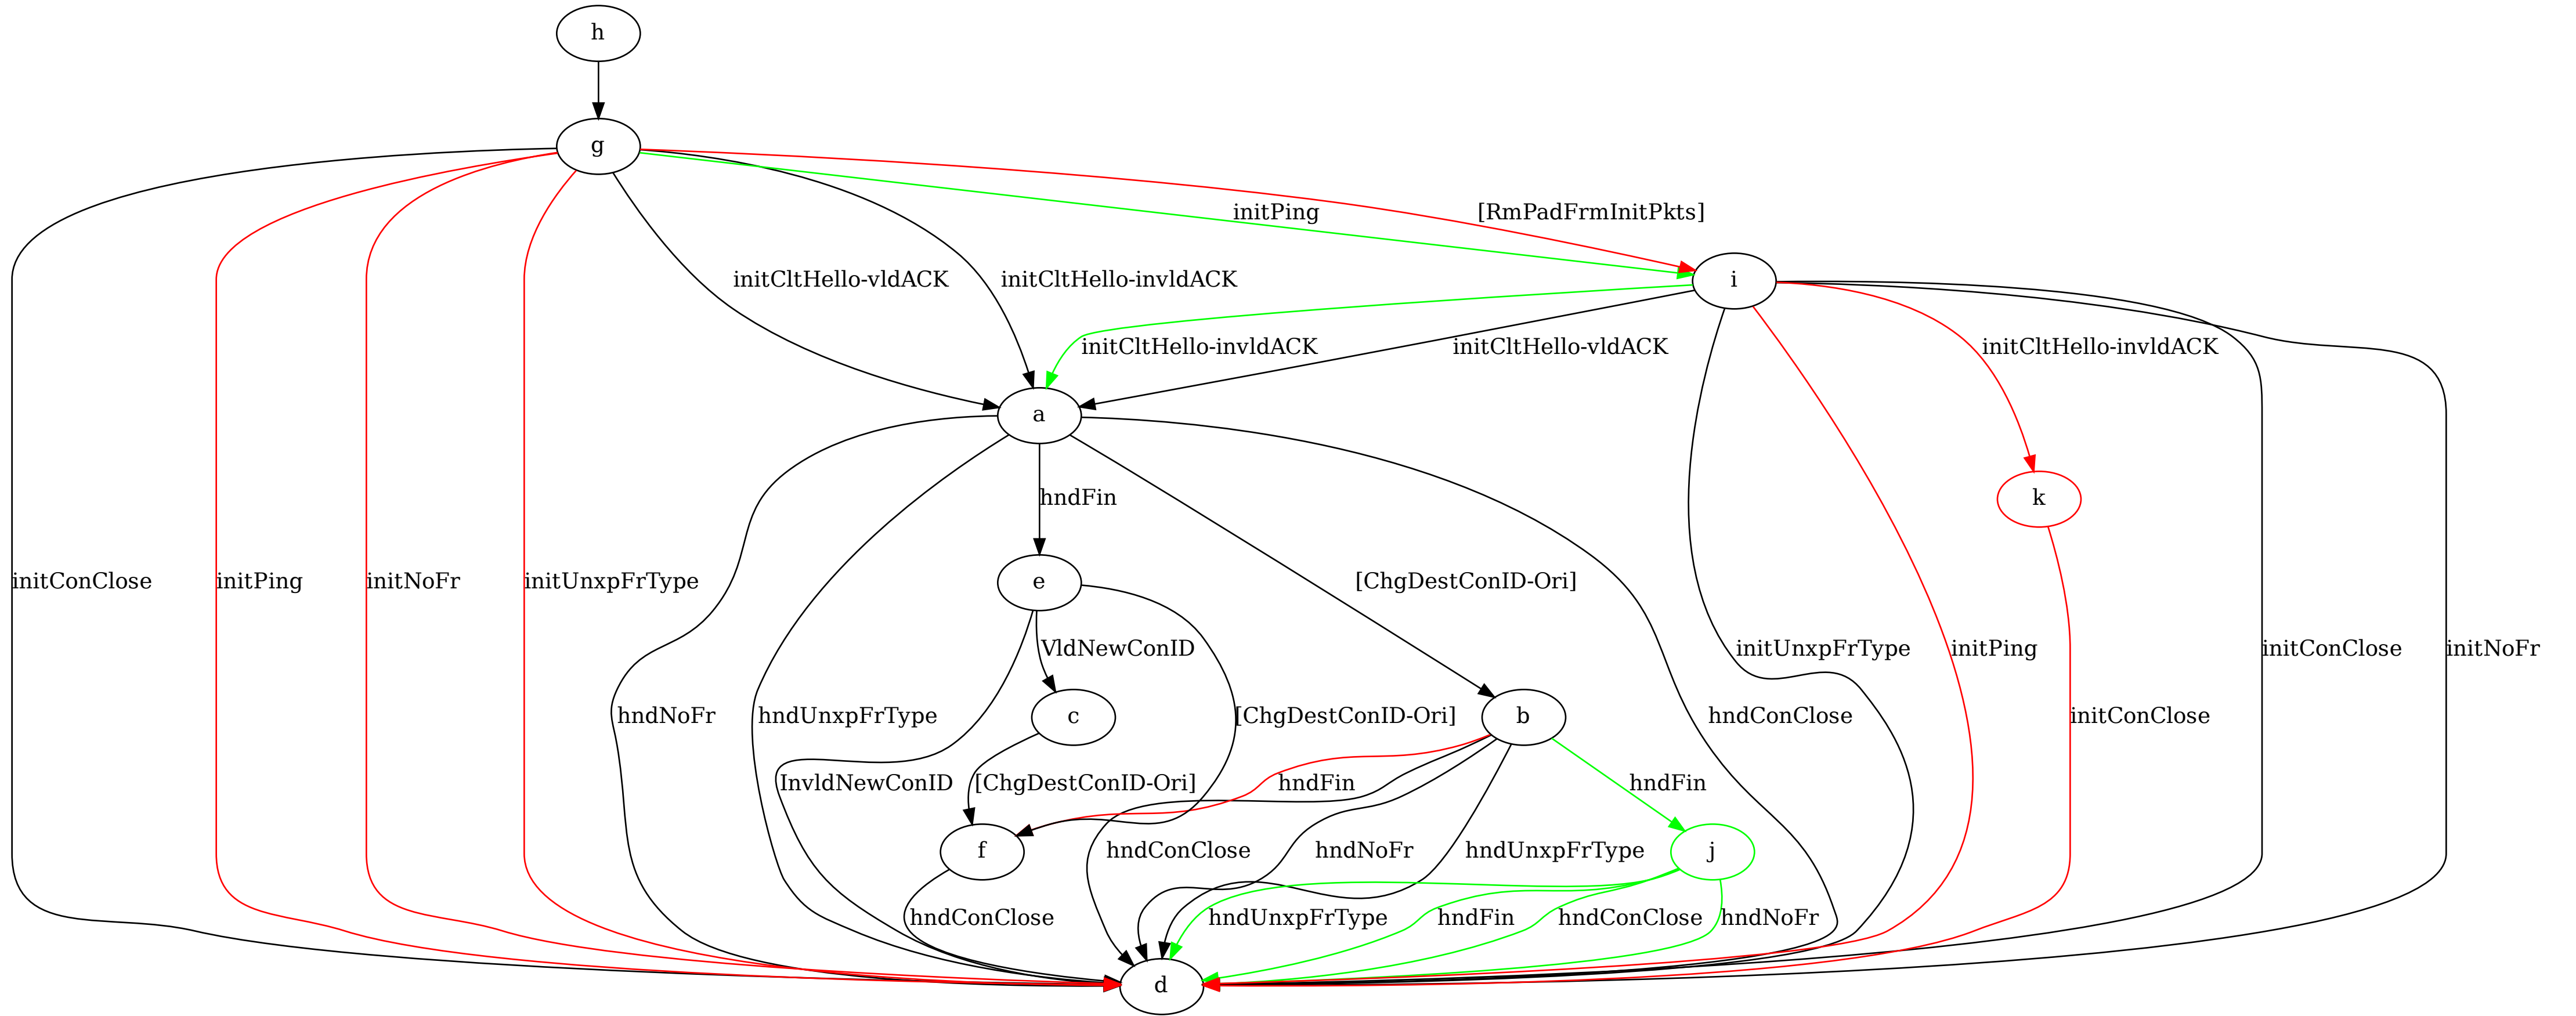 h
g
initPing
[RmPadFrmInitPkts]
initCltHello-vldACK
initCltHello-invldACK
i
initCltHello-invldACK
initCltHello-vldACK
initCltHello-invldACK
a
hndFin
k
initConClose
initPing
initNoFr
initUnxpFrType
e
[ChgDestConID-Ori]
VldNewConID
initUnxpFrType
initPing
initConClose
initNoFr
hndNoFr
hndUnxpFrType
c
[ChgDestConID-Ori]
b
hndConClose
initConClose
InvldNewConID
[ChgDestConID-Ori]
hndFin
hndFin
f
hndConClose
hndNoFr
hndUnxpFrType
j
hndConClose
hndUnxpFrType
hndFin
hndConClose
hndNoFr
d